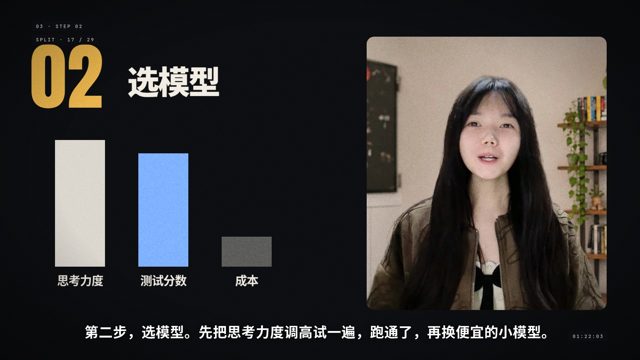 03 · STEP 02
SPLIT · 17 / 29
02
选模型
思考力度
测试分数
成本
第二步，选模型。先把思考力度调高试一遍，跑通了，再换便宜的小模型。
01:22:03